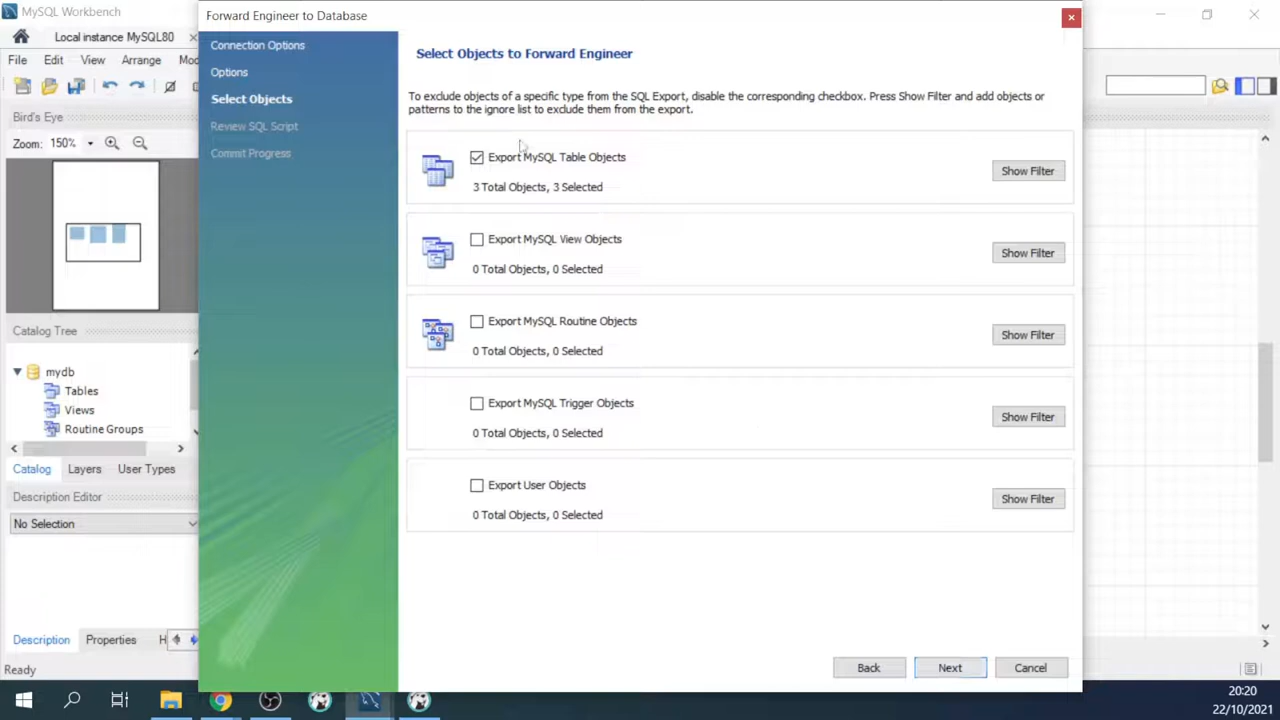 MySQL Workbench
Local instance MySQL80
File Edit View Arrange
Bird's Eye
Zoom: 150%
Catalog Tree
mydb
Tables
Views
Routine Groups
Catalog Layers User Types
Description Editor
No Selection
Description Properties H
Ready
Forward Engineer to Database
Connection Options
Options
Select Objects
Review SQL Script
Commit Progress
Select Objects to Forward Engineer
To exclude objects of a specific type from the SQL Export, disable the corresponding checkbox. Press Show Filter and add objects or
patterns to the ignore list to exclude them from the export.
Export MySQL Table Objects
3 Total Objects, 3 Selected
Show Filter
Export MySQL View Objects
0 Total Objects, 0 Selected
Show Filter
Export MySQL Routine Objects
0 Total Objects, 0 Selected
Show Filter
Export MySQL Trigger Objects
0 Total Objects, 0 Selected
Show Filter
Export User Objects
0 Total Objects, 0 Selected
Show Filter
Back Next Cancel
20:20
22/10/2021